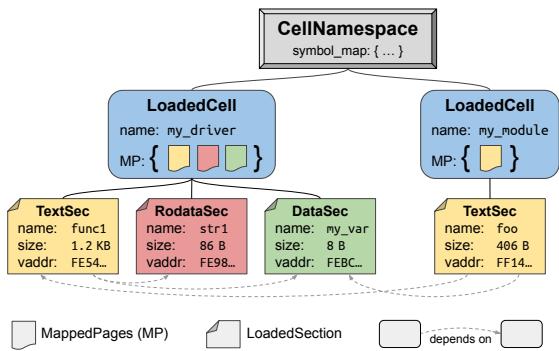 CellNamespace
symbol_map: { ... }
LoadedCell
name: my_driver
MP: { }
LoadedCell
name: my_module
MP: { }
TextSec
name: func1
size: 1.2 KB
vaddr: FE54…
RodataSec
name: str1
size: 86 B
vaddr: FE98…
DataSec
name: my_var
size: 8 B
vaddr: FEBC…
TextSec
name: foo
size: 406 B
vaddr: FF14…
MappedPages (MP)
LoadedSection
depends on